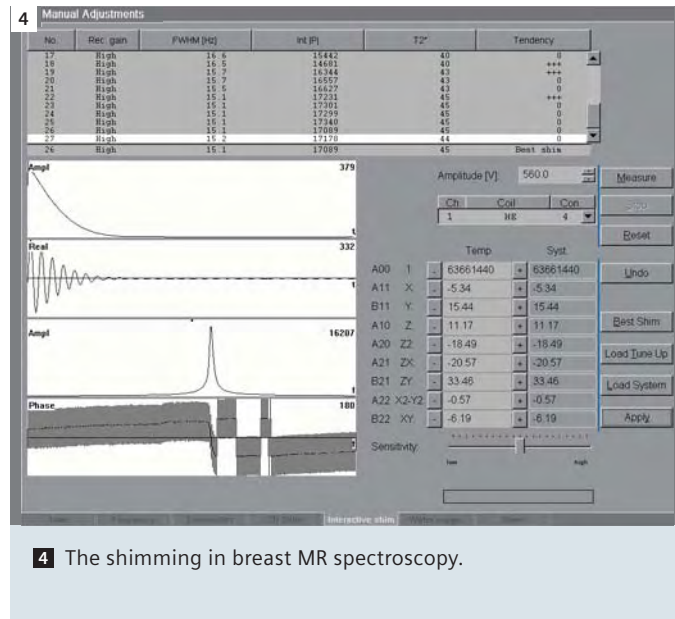 4
Manual Adjustments
No. Rec. gain FWHM [Hz] Int [P] T2* Tendency
17 High 16.6 15442 40 0
18 High 16.5 14681 40 +++
19 High 15.7 16344 43 +++
20 High 15.7 16557 43 0
21 High 15.5 16627 43 0
22 High 15.1 17231 45 +++
23 High 15.1 17301 45 0
24 High 15.1 17299 45 0
25 High 15.1 17340 45 0
26 High 15.1 17089 45 0
27 High 15.2 17170 44 0
26 High 15.1 17089 45 Best shim
Ampl 379
t
Real 332
t
Ampl 16207
f
Phase 180
f
Amplitude [V]: 560.0
Ch Coil Con
1 HE 4
Temp. Syst.
A00 1 - 63661440 + 63661440
A11 X - -5.34 + -5.34
B11 Y - 15.44 + 15.44
A10 Z - 11.17 + 11.17
A20 Z2 - -18.49 + -18.49
A21 ZX - -20.57 + -20.57
B21 ZY - 33.46 + 33.46
A22 X2-Y2 - -0.57 + -0.57
B22 XY - -6.19 + -6.19
Sensitivity:
low high
Measure
Stop
Reset
Undo
Best Shim
Load Tune Up
Load System
Apply
Interactive shim
4 The shimming in breast MR spectroscopy.